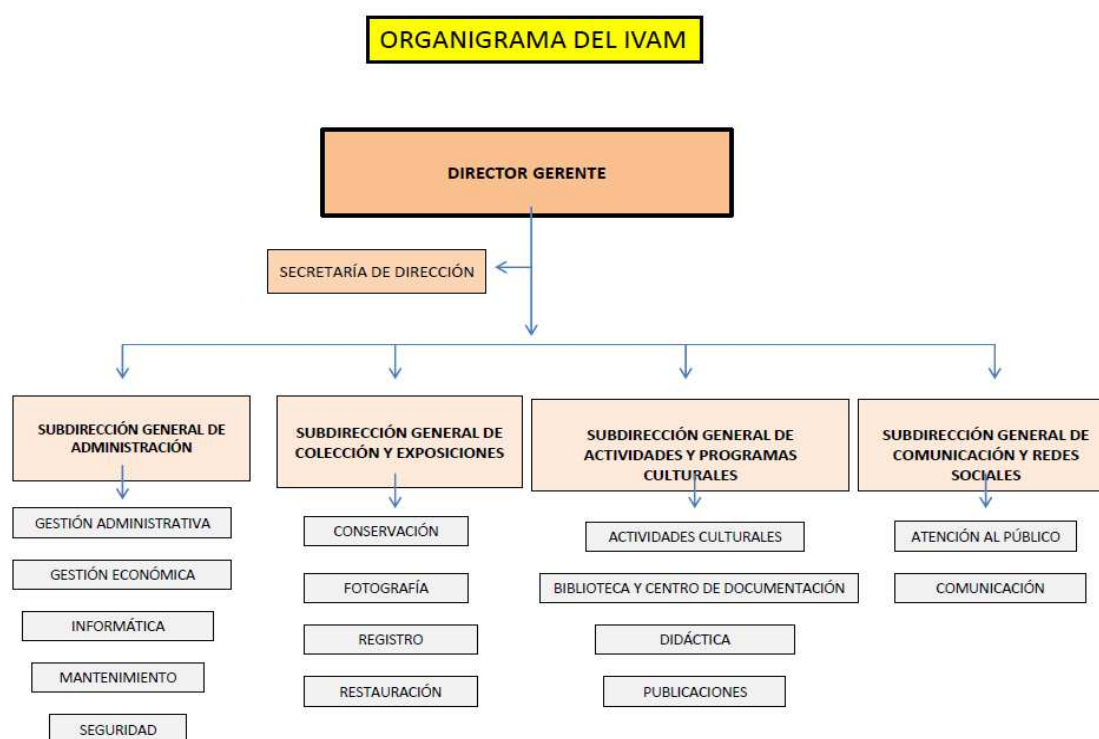 ORGANIGRAMA DEL IVAM
DIRECTOR GERENTE
SECRETARÍA DE DIRECCIÓN
SUBDIRECCIÓN GENERAL DE
ADMINISTRACIÓN
GESTIÓN ADMINISTRATIVA
GESTIÓN ECONÓMICA
INFORMÁTICA
MANTENIMIENTO
SEGURIDAD
SUBDIRECCIÓN GENERAL DE
COLECCIÓN Y EXPOSICIONES
CONSERVACIÓN
FOTOGRAFÍA
REGISTRO
RESTAURACIÓN
SUBDIRECCIÓN GENERAL DE
ACTIVIDADES Y PROGRAMAS
CULTURALES
ACTIVIDADES CULTURALES
BIBLIOTECA Y CENTRO DE DOCUMENTACIÓN
DIDÁCTICA
PUBLICACIONES
SUBDIRECCIÓN GENERAL DE
COMUNICACIÓN Y REDES
SOCIALES
ATENCIÓN AL PÚBLICO
COMUNICACIÓN